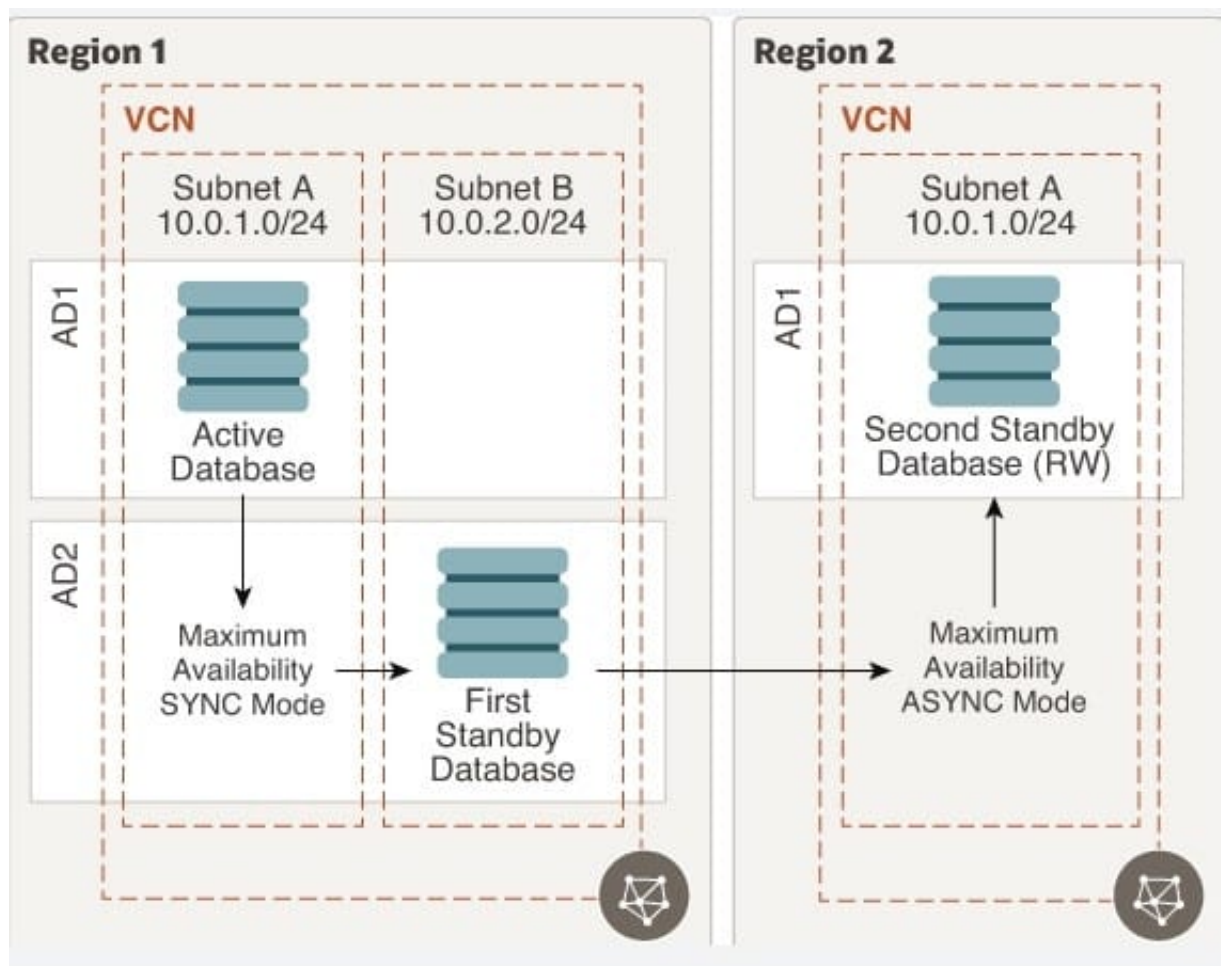 Region 1
VCN
Subnet A
10.0.1.0/24
Subnet B
10.0.2.0/24
AD1
Active
Database
AD2
Maximum
Availability
SYNC Mode
First
Standby
Database
Region 2
VCN
Subnet A
10.0.1.0/24
AD1
Second Standby
Database (RW)
Maximum
Availability
ASYNC Mode